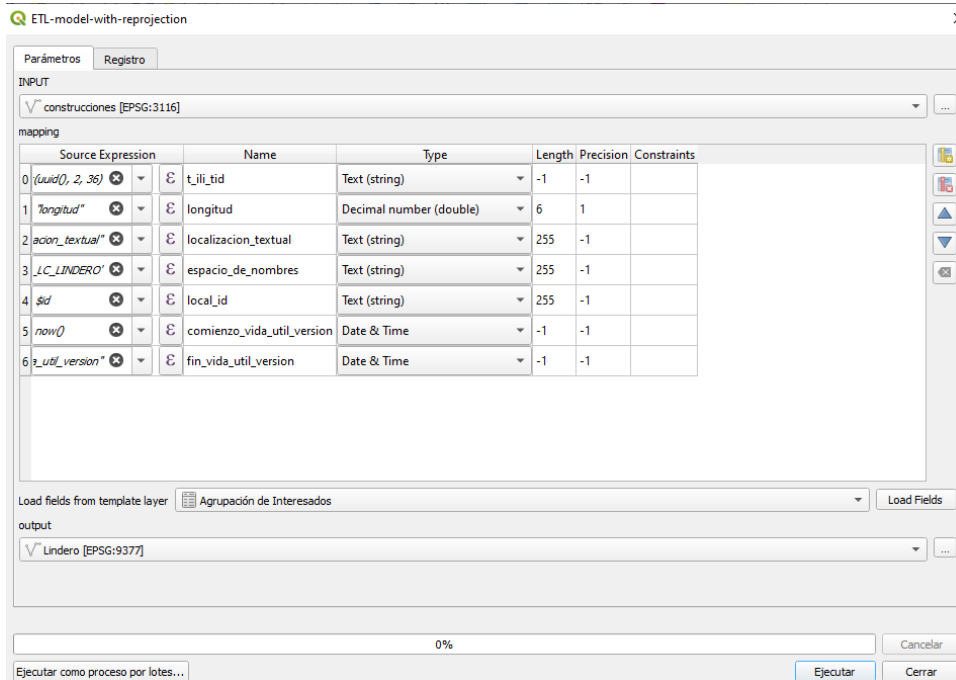 ETL-model-with-reprojection
Parámetros Registro
INPUT
construcciones [EPSG:3116]
...
mapping
Source Expression Name Type Length Precision Constraints
0 (uuid(), 2, 36) ε t_ili_tid Text (string) -1 -1
1 "longitud" ε longitud Decimal number (double) 6 1
2 acion_textual" ε localizacion_textual Text (string) 255 -1
3 _LC_LINDERO' ε espacio_de_nombres Text (string) 255 -1
4 $id ε local_id Text (string) 255 -1
5 now() ε comienzo_vida_util_version Date & Time -1 -1
6 a_util_version" ε fin_vida_util_version Date & Time -1 -1
Load fields from template layer Agrupación de Interesados Load Fields
output
Lindero [EPSG:9377]
...
0% Cancelar
Ejecutar como proceso por lotes... Ejecutar Cerrar